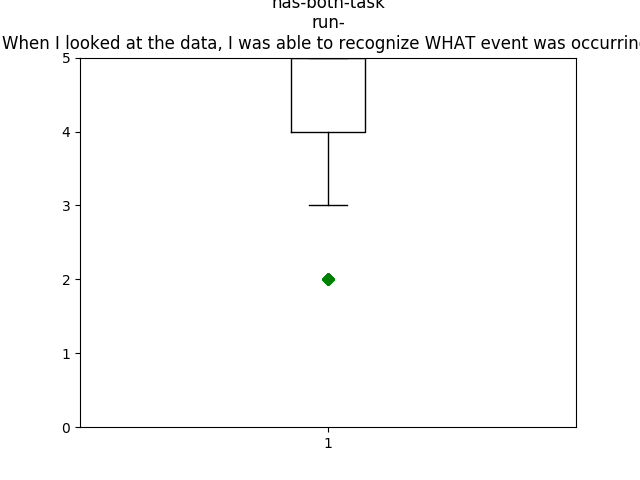 has-both-task
run-
When I looked at the data, I was able to recognize WHAT event was
5
4
3
2
1
0
1